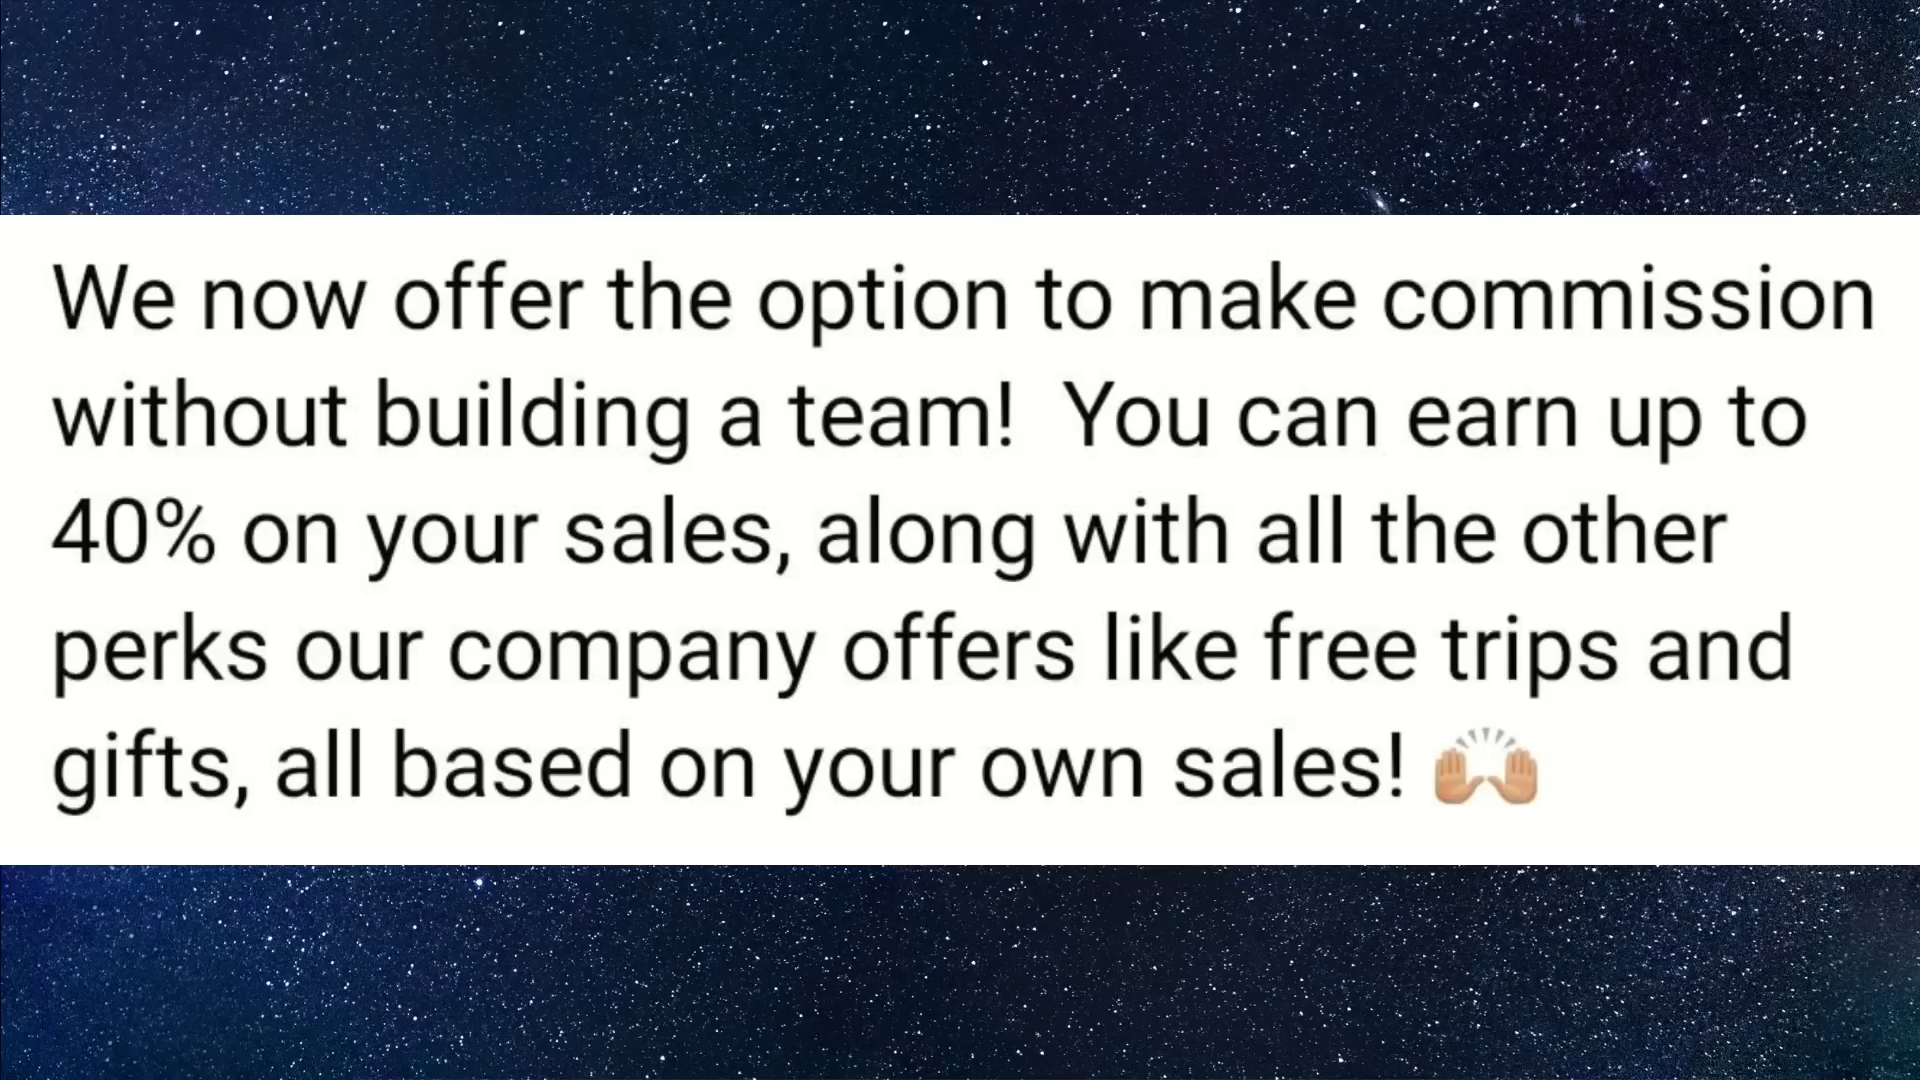 We now offer the option to make commission
without building a team!  You can earn up to
40% on your sales, along with all the other
perks our company offers like free trips and
gifts, all based on your own sales! 🙌🏼